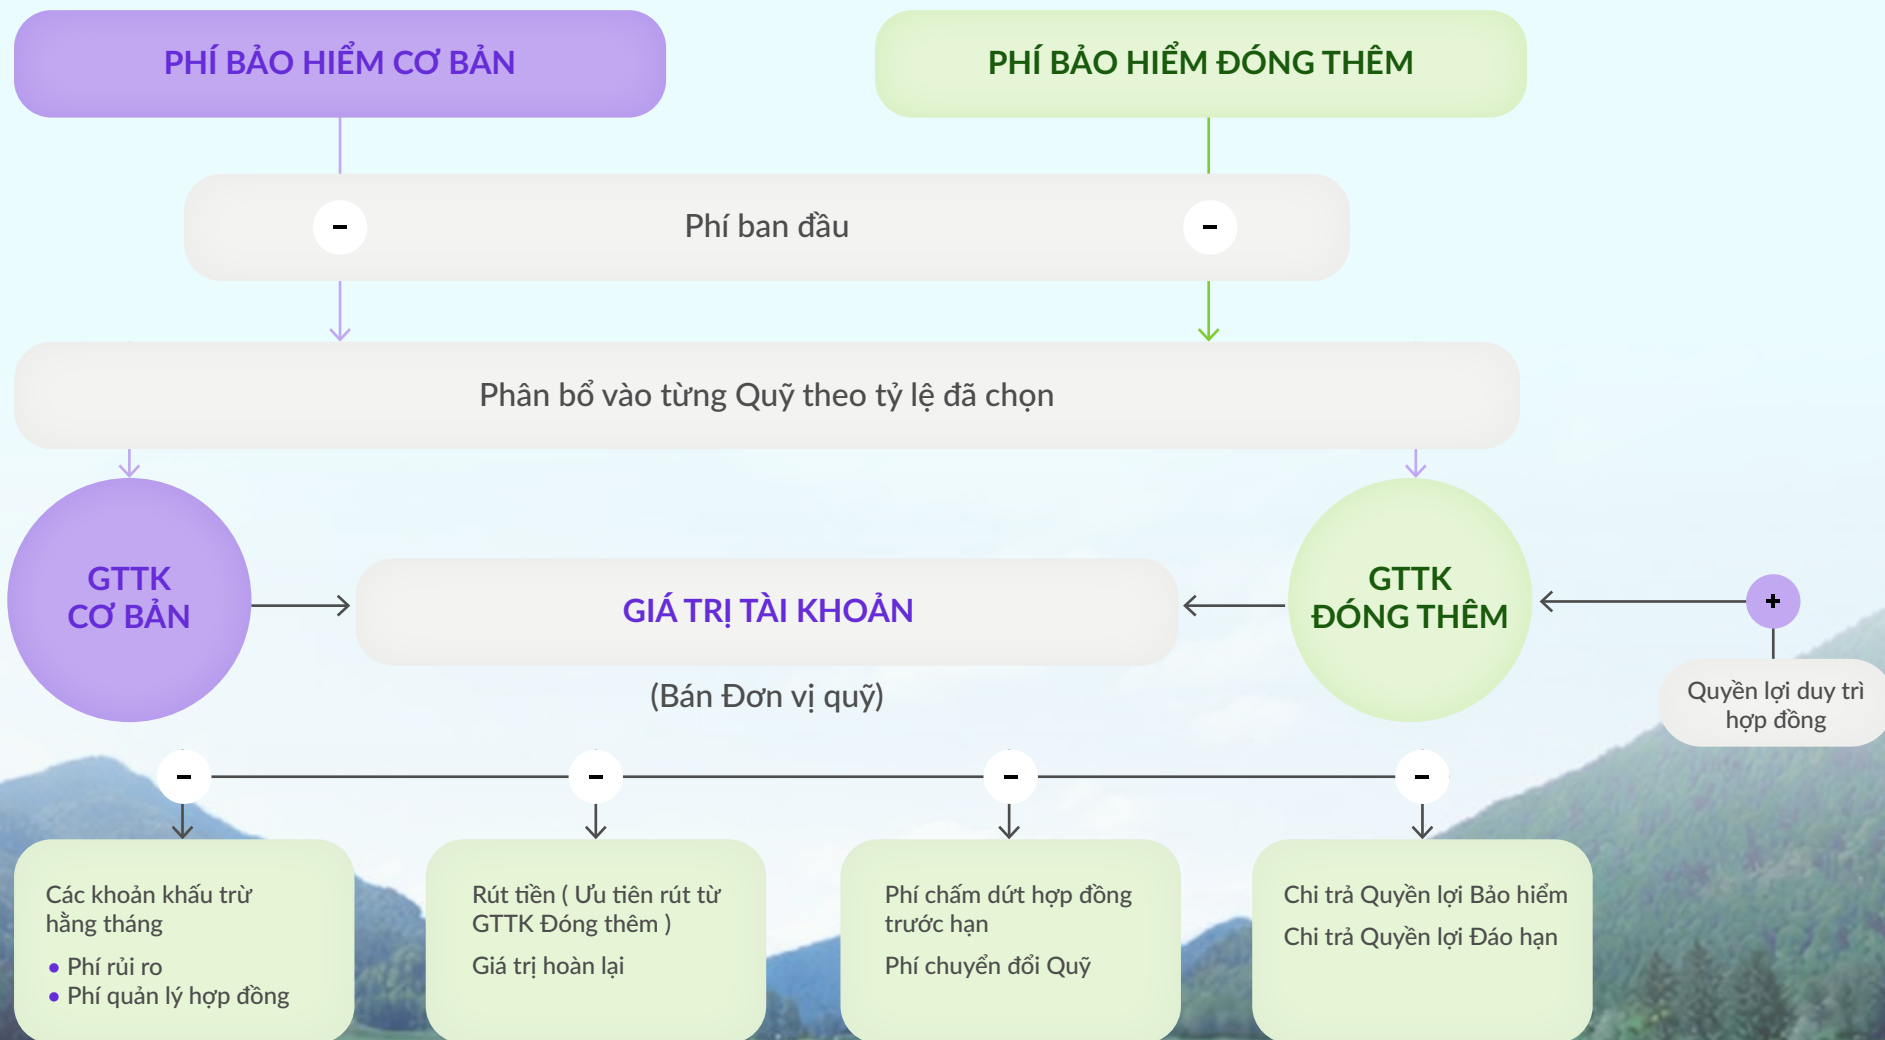 PHÍ BẢO HIỂM CƠ BẢN
PHÍ BẢO HIỂM ĐÓNG THÊM
-
Phí ban đầu
-
Phân bổ vào từng Quỹ theo tỷ lệ đã chọn
GTTK
CƠ BẢN
GIÁ TRỊ TÀI KHOẢN
(Bán Đơn vị quỹ)
GTTK
ĐÓNG THÊM
+
Quyền lợi duy trì
hợp đồng
-
-
-
-
Các khoản khấu trừ
hằng tháng
• Phí rủi ro
• Phí quản lý hợp đồng
Rút tiền ( Ưu tiên rút từ
GTTK Đóng thêm )
Giá trị hoàn lại
Phí chấm dứt hợp đồng
trước hạn
Phí chuyển đổi Quỹ
Chi trả Quyền lợi Bảo hiểm
Chi trả Quyền lợi Đáo hạn